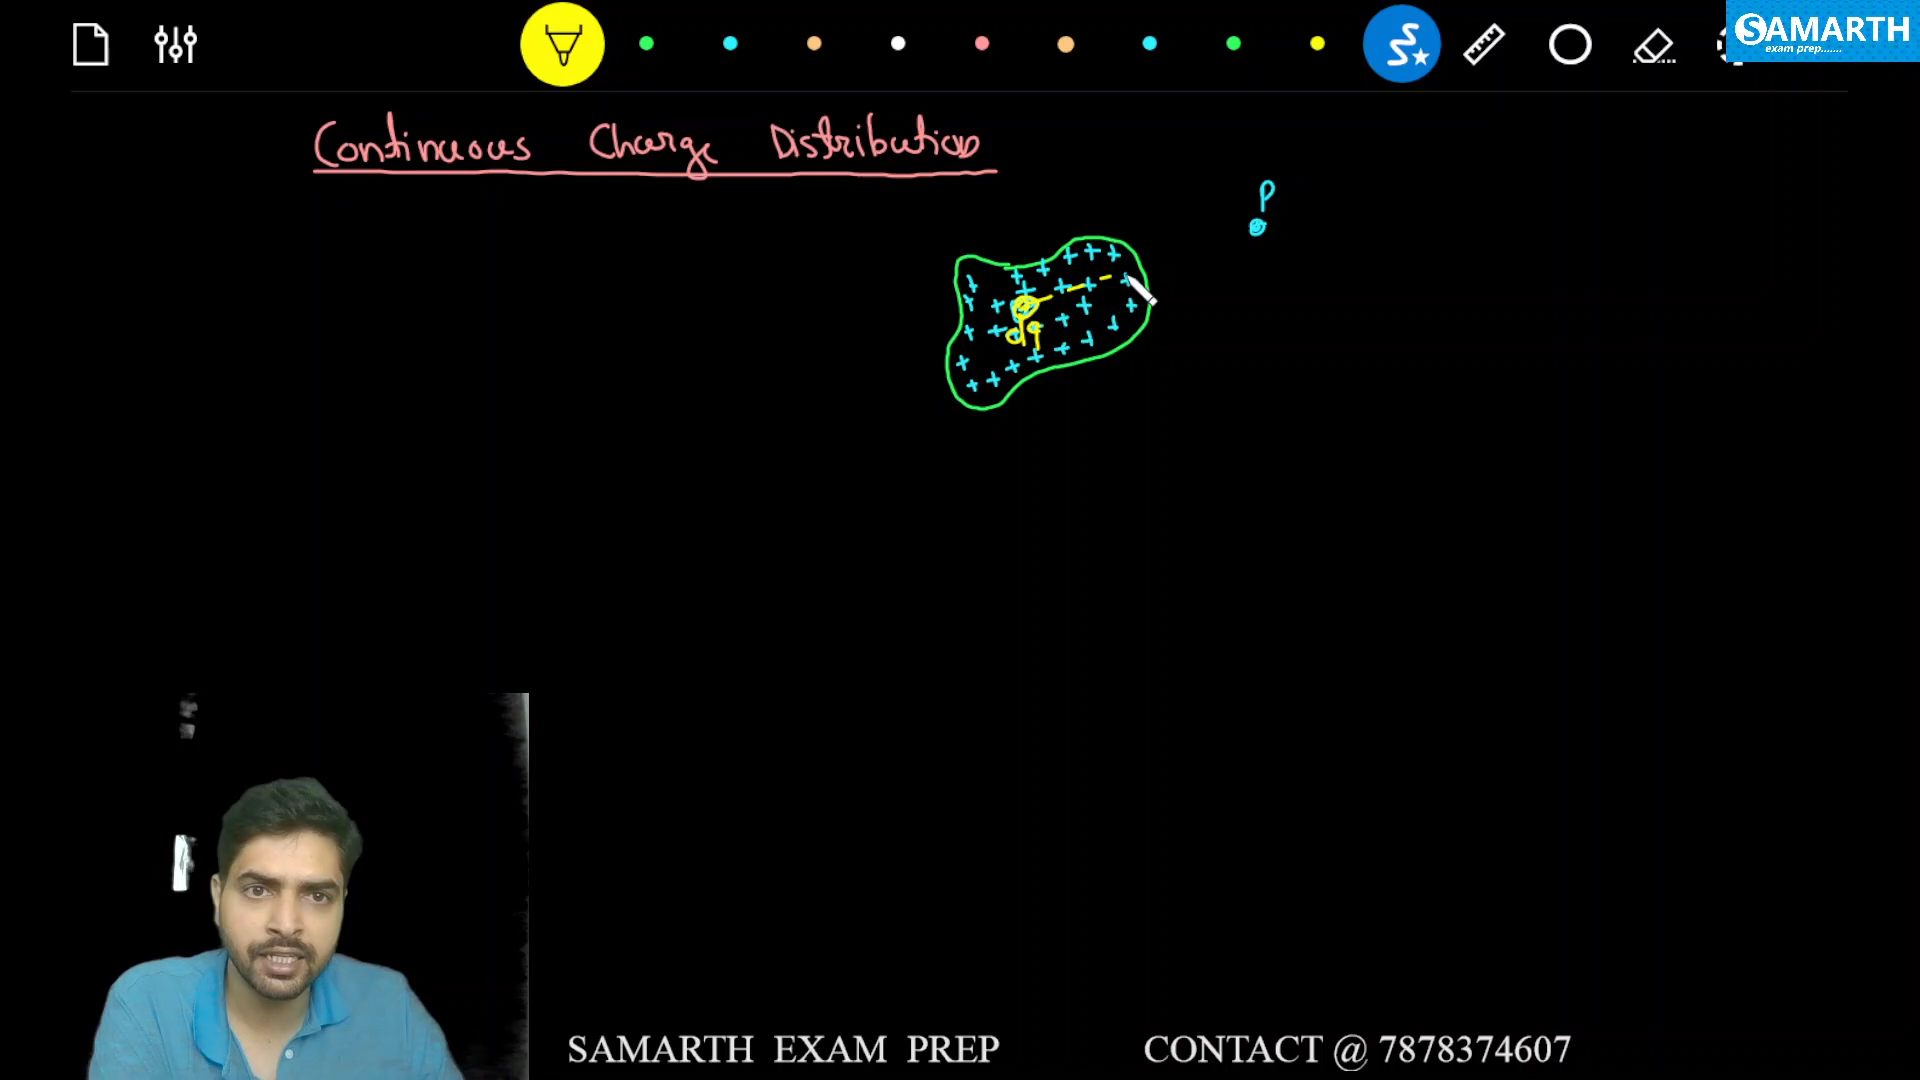 SAMARTH
exam prep.......
Continuous Charge Distribution
P
dq
SAMARTH EXAM PREP CONTACT @ 7878374607